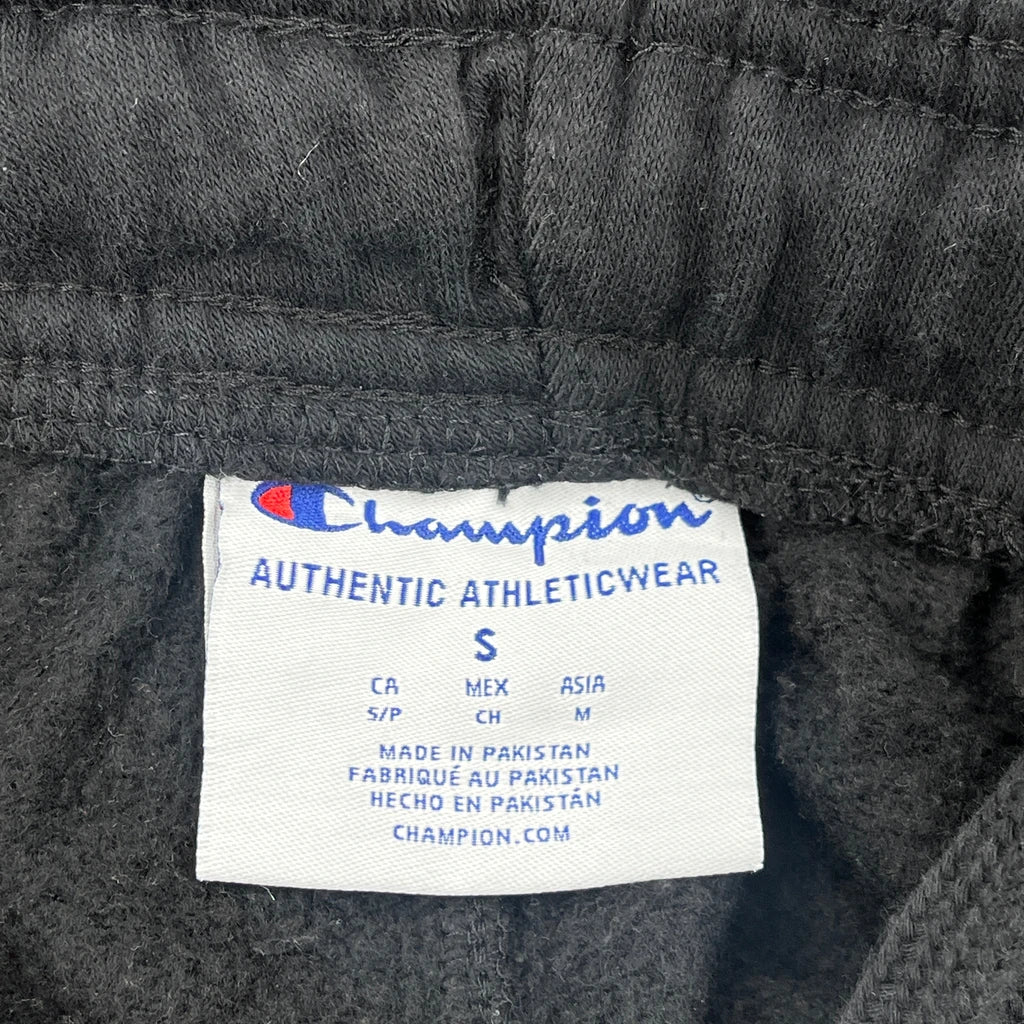 Champion
AUTHENTIC ATHLETICWEAR
S
CA MEX ASIA
S/P CH M
MADE IN PAKISTAN
FABRIQUÉ AU PAKISTAN
HECHO EN PAKISTÁN
CHAMPION.COM